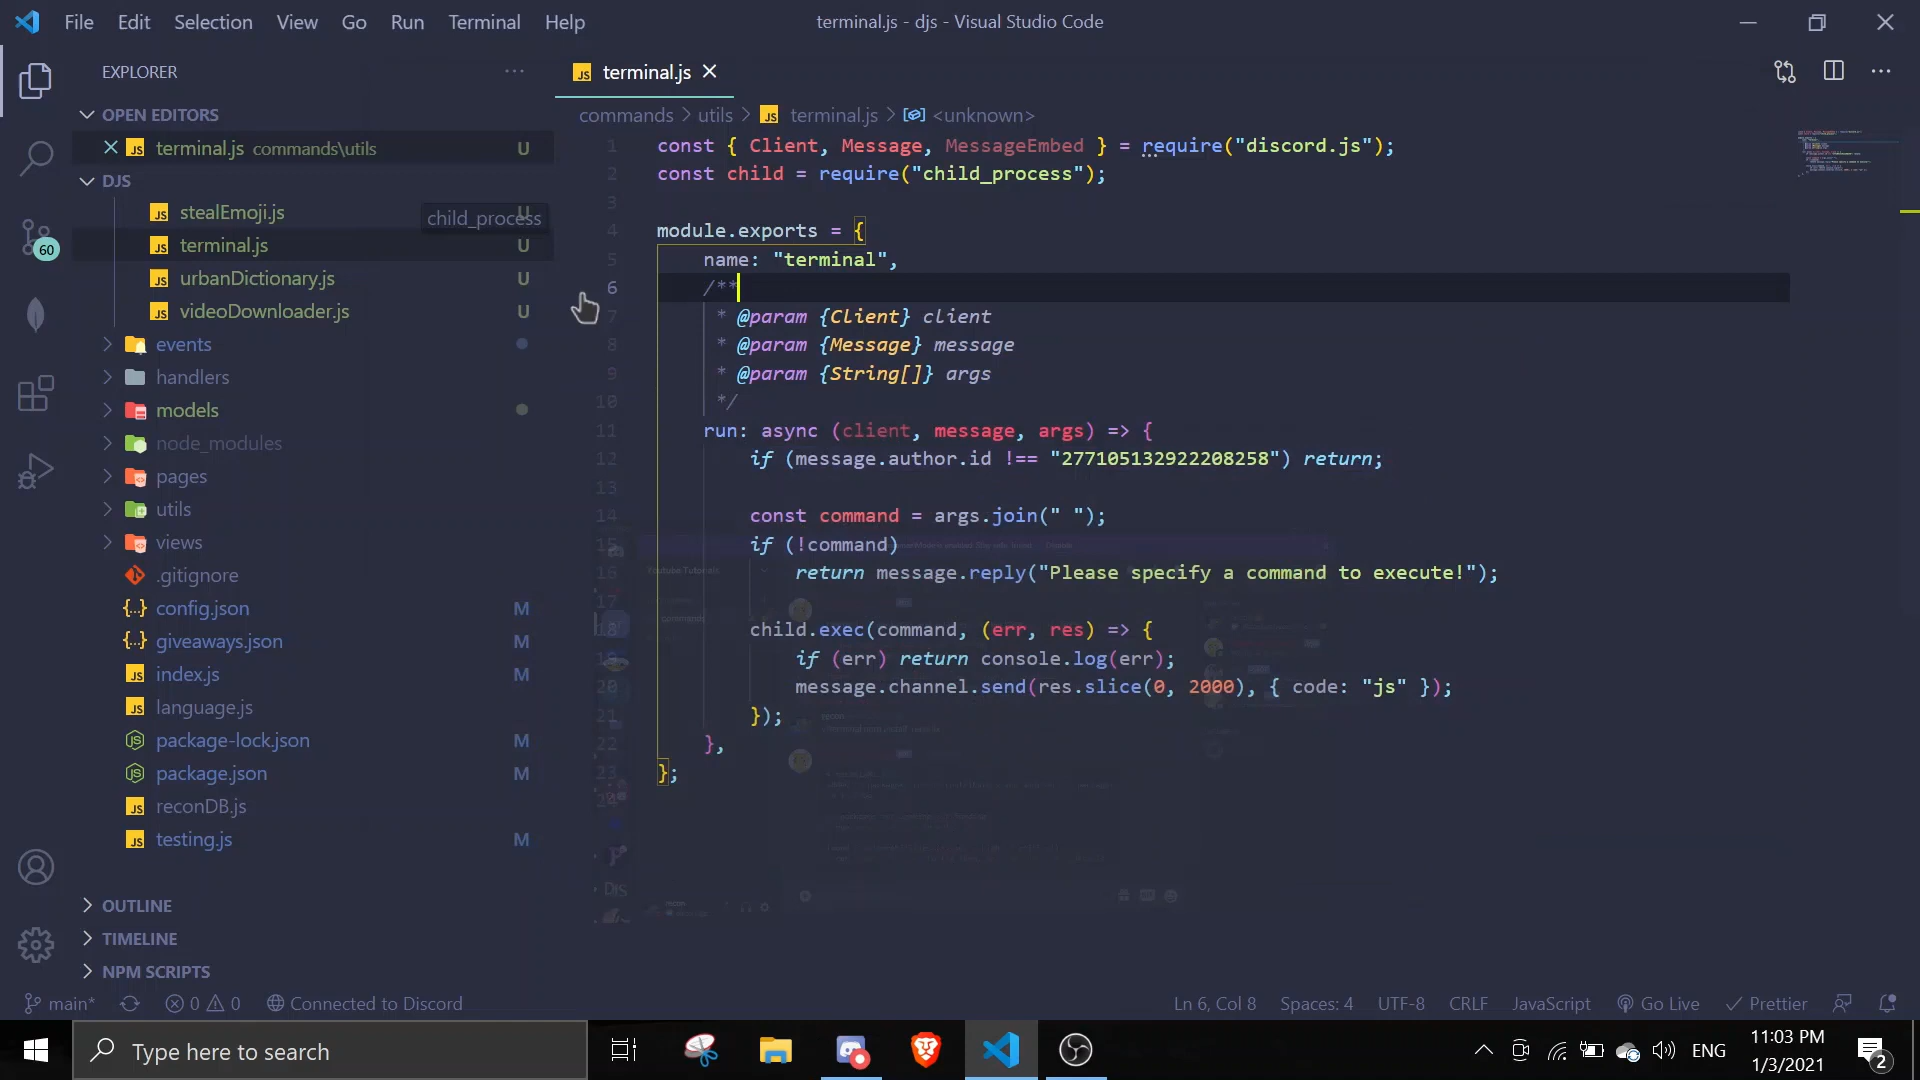 File Edit Selection View Go Run Terminal Help
terminal.js - djs - Visual Studio Code
EXPLORER
OPEN EDITORS
terminal.js commands\utils U
DJS
stealEmoji.js U
child_process
terminal.js U
urbanDictionary.js U
videoDownloader.js U
events
handlers
models
node_modules
pages
utils
views
.gitignore
config.json M
giveaways.json M
index.js M
language.js
package-lock.json M
package.json M
reconDB.js
testing.js M
OUTLINE
TIMELINE
NPM SCRIPTS
60
terminal.js
commands > utils > terminal.js > <unknown>
1 const { Client, Message, MessageEmbed } = require("discord.js");
2 const child = require("child_process");
3
4 module.exports = {
5 name: "terminal",
6 /**
7 * @param {Client} client
8 * @param {Message} message
9 * @param {String[]} args
10 */
11 run: async (client, message, args) => {
12 if (message.author.id !== "277105132922208258") return;
13
14 const command = args.join(" ");
15 if (!command)
16 return message.reply("Please specify a command to execute!");
17
18 child.exec(command, (err, res) => {
19 if (err) return console.log(err);
20 message.channel.send(res.slice(0, 2000), { code: "js" });
21 });
22 },
23 };
24
main* 0 0 Connected to Discord
Ln 6, Col 8 Spaces: 4 UTF-8 CRLF JavaScript Go Live Prettier
Type here to search
ENG
11:03 PM
1/3/2021
2